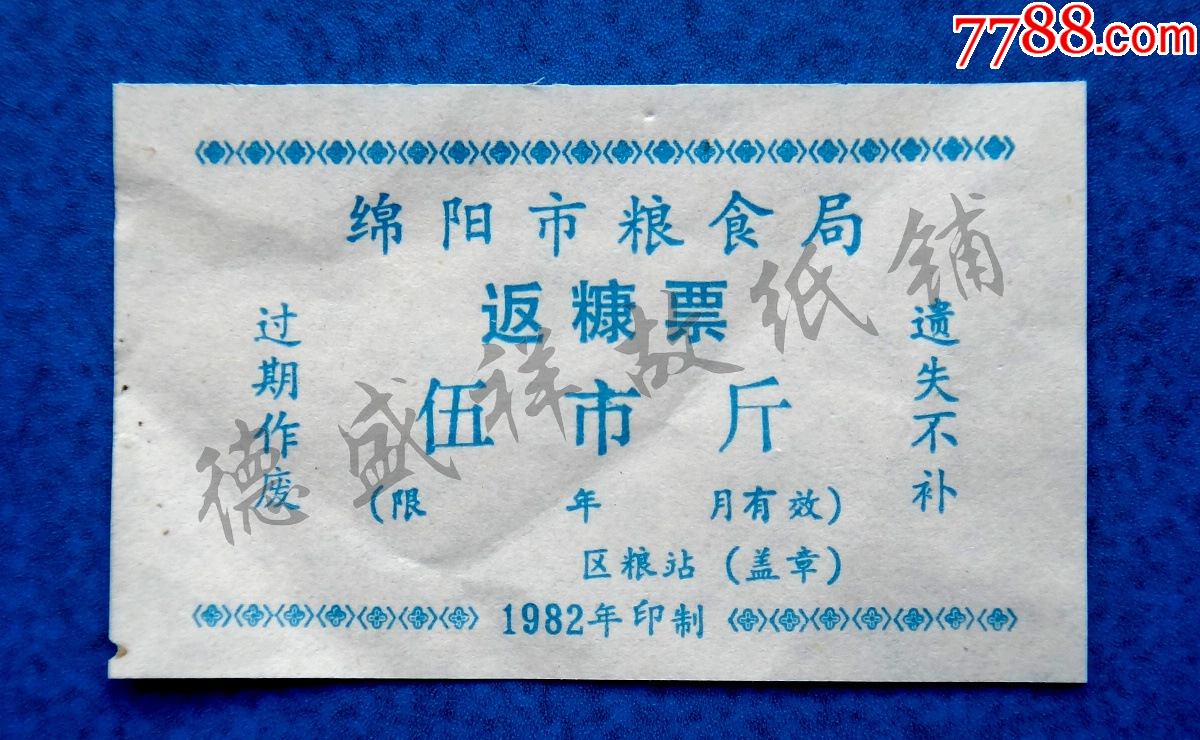 7788.com
绵阳市粮食局
返糠票
过期作废
伍市斤
遗失不补
(限 年 月有效)
区粮站(盖章)
1982年印制
德盛祥故纸铺